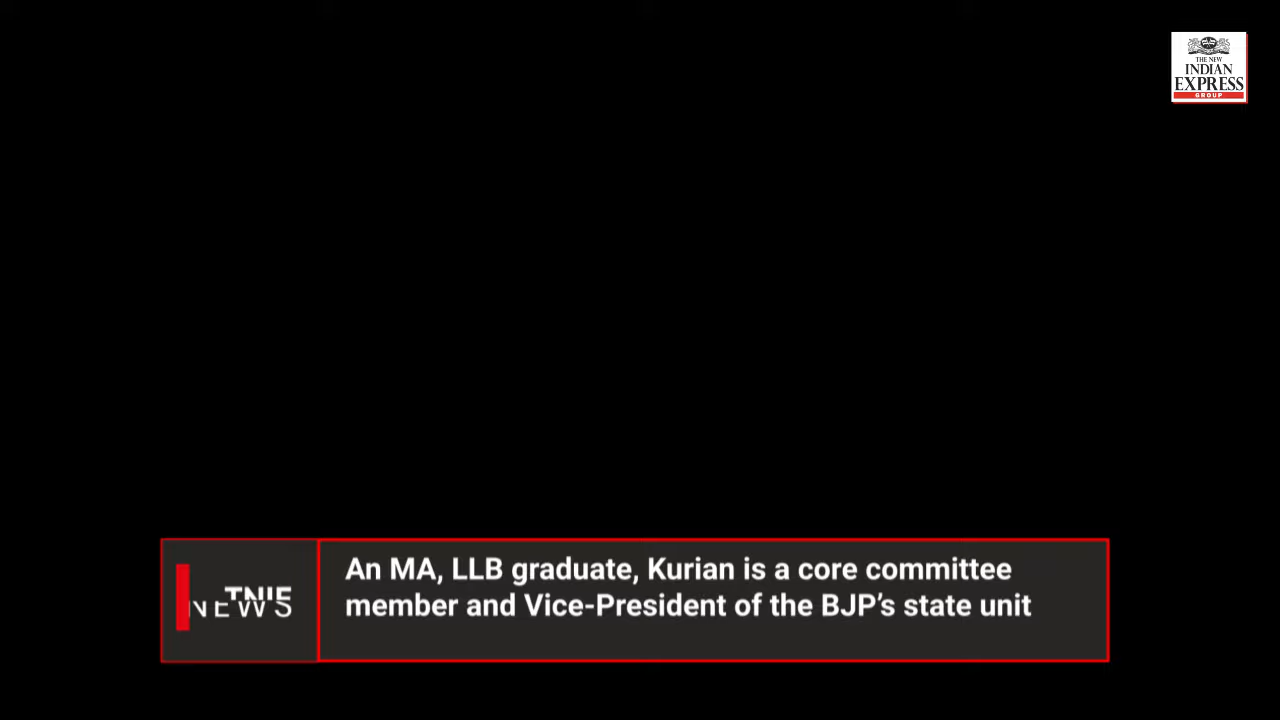 THE NEW
INDIAN
EXPRESS
GROUP
An MA, LLB graduate, Kurian is a core committee
member and Vice-President of the BJP’s state unit
NEWS